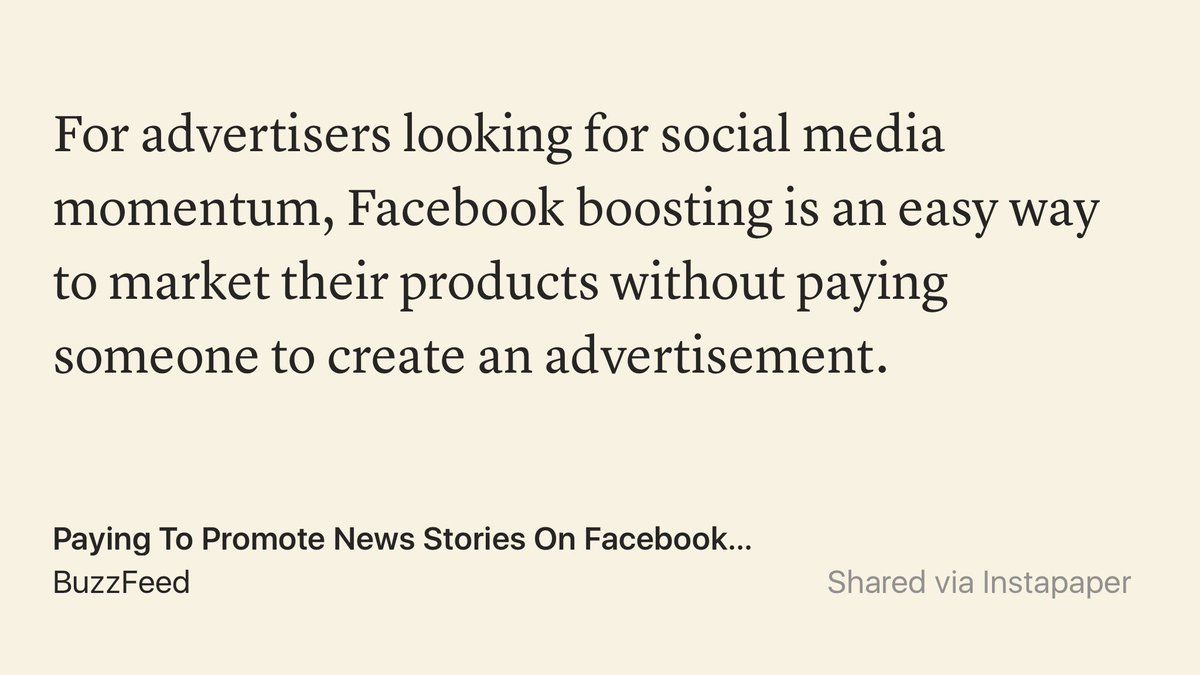 For advertisers looking for social media
momentum, Facebook boosting is an easy way
to market their products without paying
someone to create an advertisement.
Paying To Promote News Stories On Facebook...
BuzzFeed
Shared via Instapaper